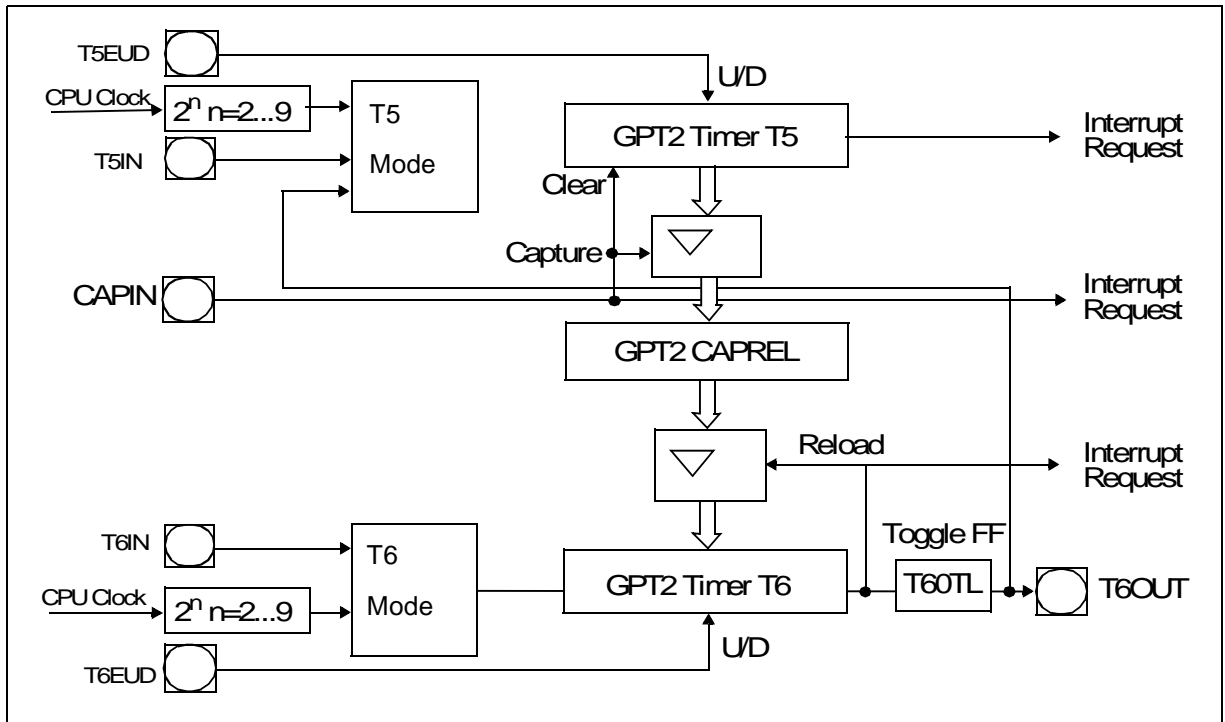 T5EUD
U/D
CPU Clock
2ⁿ n=2...9
T5
Mode
GPT2 Timer T5
Interrupt
Request
T5IN
Clear
Capture
CAPIN
Interrupt
Request
GPT2 CAPREL
Reload
Interrupt
Request
T6IN
T6
Mode
Toggle FF
GPT2 Timer T6
T60TL
T6OUT
CPU Clock
2ⁿ n=2...9
U/D
T6EUD